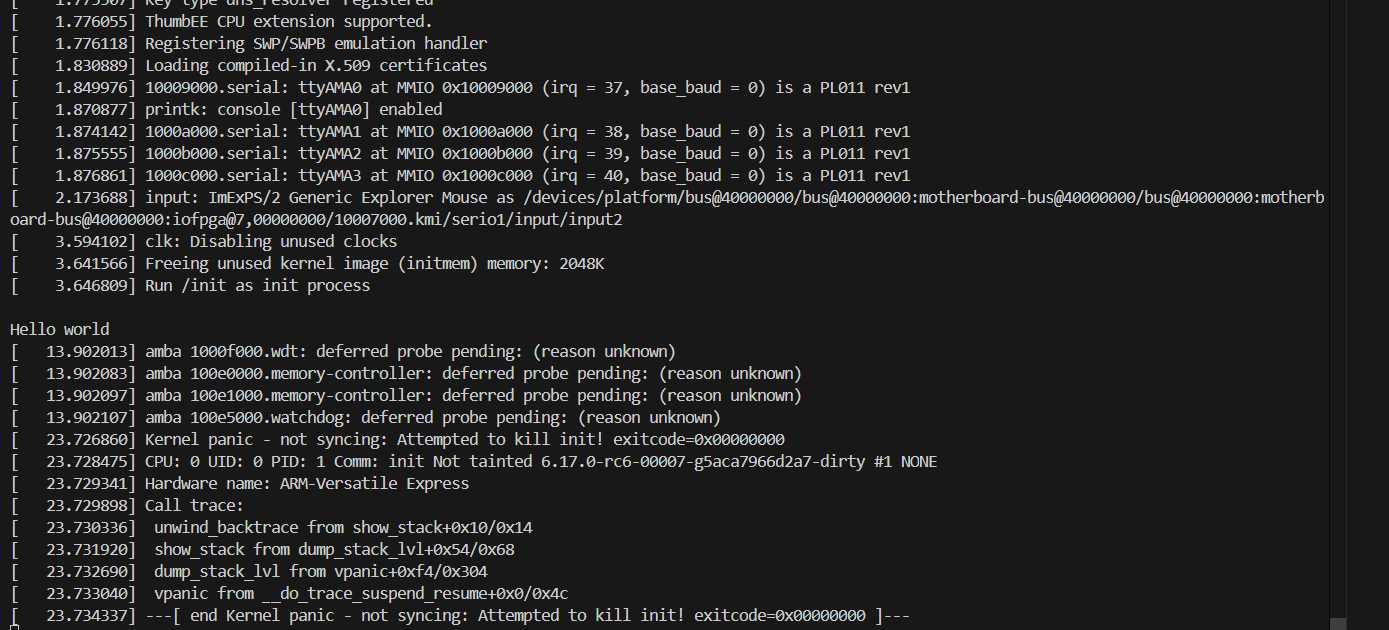 [    1.775507] Key type dns_resolver registered
[    1.776055] ThumbEE CPU extension supported.
[    1.776118] Registering SWP/SWPB emulation handler
[    1.830889] Loading compiled-in X.509 certificates
[    1.849976] 10009000.serial: ttyAMA0 at MMIO 0x10009000 (irq = 37, base_baud = 0) is a PL011 rev1
[    1.870877] printk: console [ttyAMA0] enabled
[    1.874142] 1000a000.serial: ttyAMA1 at MMIO 0x1000a000 (irq = 38, base_baud = 0) is a PL011 rev1
[    1.875555] 1000b000.serial: ttyAMA2 at MMIO 0x1000b000 (irq = 39, base_baud = 0) is a PL011 rev1
[    1.876861] 1000c000.serial: ttyAMA3 at MMIO 0x1000c000 (irq = 40, base_baud = 0) is a PL011 rev1
[    2.173688] input: ImExPS/2 Generic Explorer Mouse as /devices/platform/bus@40000000/bus@40000000:motherboard-bus@40000000/bus@40000000:motherb
oard-bus@40000000:iofpga@7,00000000/10007000.kmi/serio1/input/input2
[    3.594102] clk: Disabling unused clocks
[    3.641566] Freeing unused kernel image (initmem) memory: 2048K
[    3.646809] Run /init as init process
Hello world
[   13.902013] amba 1000f000.wdt: deferred probe pending: (reason unknown)
[   13.902083] amba 100e0000.memory-controller: deferred probe pending: (reason unknown)
[   13.902097] amba 100e1000.memory-controller: deferred probe pending: (reason unknown)
[   13.902107] amba 100e5000.watchdog: deferred probe pending: (reason unknown)
[   23.726860] Kernel panic - not syncing: Attempted to kill init! exitcode=0x00000000
[   23.728475] CPU: 0 UID: 0 PID: 1 Comm: init Not tainted 6.17.0-rc6-00007-g5aca7966d2a7-dirty #1 NONE
[   23.729341] Hardware name: ARM-Versatile Express
[   23.729898] Call trace:
[   23.730336]  unwind_backtrace from show_stack+0x10/0x14
[   23.731920]  show_stack from dump_stack_lvl+0x54/0x68
[   23.732690]  dump_stack_lvl from vpanic+0xf4/0x304
[   23.733040]  vpanic from __do_trace_suspend_resume+0x0/0x4c
[   23.734337] ---[ end Kernel panic - not syncing: Attempted to kill init! exitcode=0x00000000 ]---